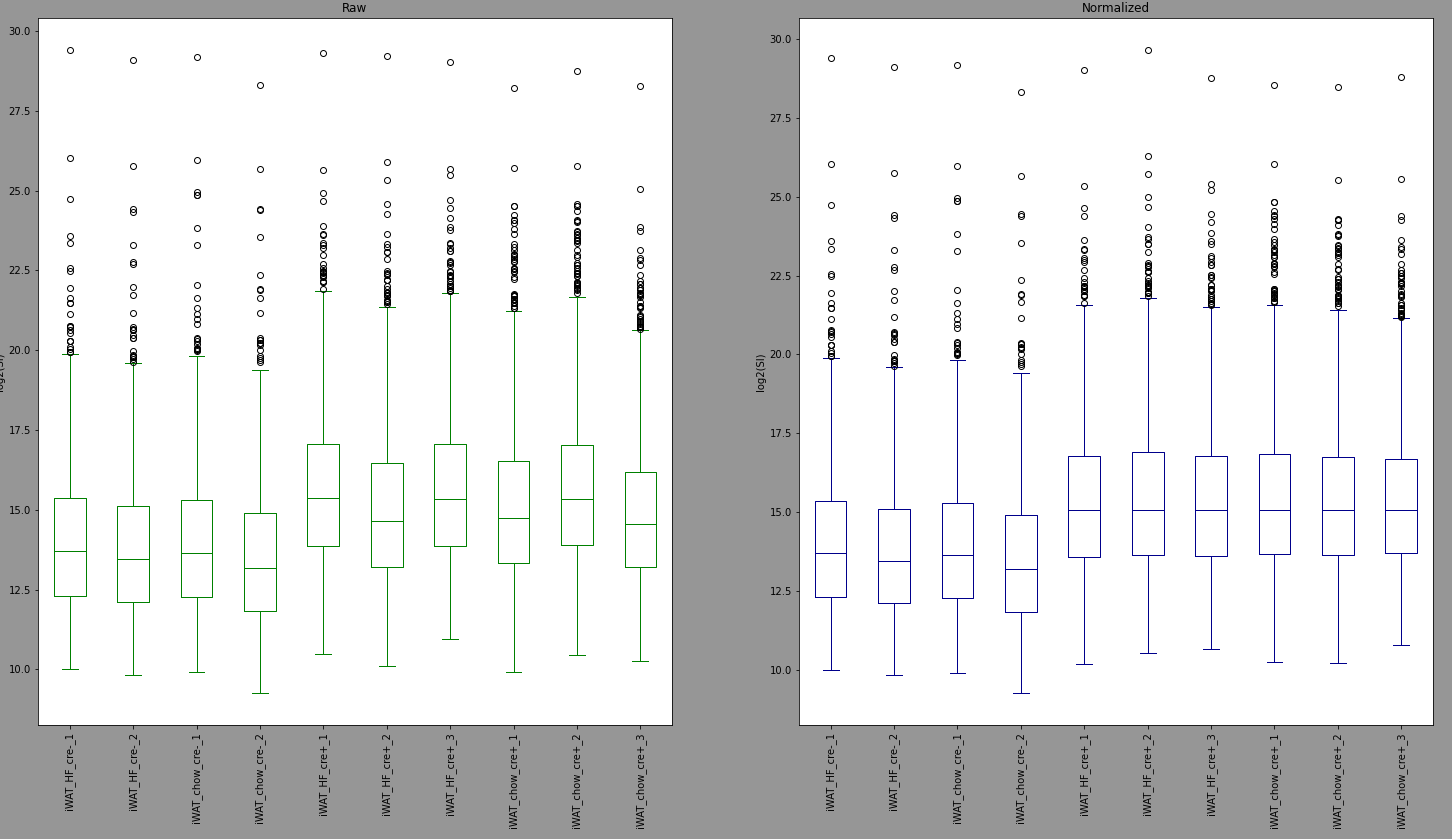 Raw
30.0
27.5
25.0
22.5
20.0
17.5
15.0
12.5
10.0
log2(SI)
iWAT_HF_cre-_1
iWAT_HF_cre-_2
iWAT_chow_cre-_1
iWAT_chow_cre-_2
iWAT_HF_cre+_1
iWAT_HF_cre+_2
iWAT_HF_cre+_3
iWAT_chow_cre+_1
iWAT_chow_cre+_2
iWAT_chow_cre+_3
Normalized
30.0
27.5
25.0
22.5
20.0
17.5
15.0
12.5
10.0
log2(SI)
iWAT_HF_cre-_1
iWAT_HF_cre-_2
iWAT_chow_cre-_1
iWAT_chow_cre-_2
iWAT_HF_cre+_1
iWAT_HF_cre+_2
iWAT_HF_cre+_3
iWAT_chow_cre+_1
iWAT_chow_cre+_2
iWAT_chow_cre+_3